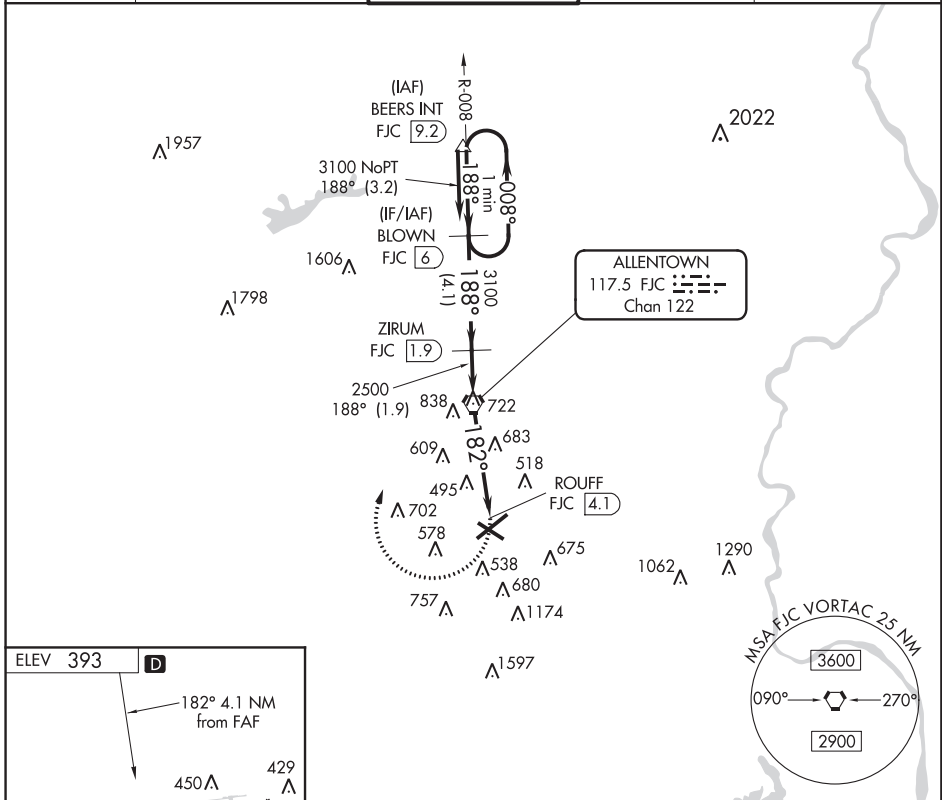 R-008
(IAF)
BEERS INT
FJC 9.2
2022
1957
3100 NoPT
188° (3.2)
188°
1 min
008°
(IF/IAF)
BLOWN
FJC 6
1606
3100
188°
(4.1)
ALLENTOWN
117.5 FJC
Chan 122
1798
ZIRUM
FJC 1.9
2500
188° (1.9)
838
722
182°
683
609
518
495
ROUFF
FJC 4.1
702
578
675
538
1062
1290
680
757
1174
1597
MSA FJC VORTAC 25 NM
3600
090°
270°
2900
ELEV 393
D
182° 4.1 NM
from FAF
450
429